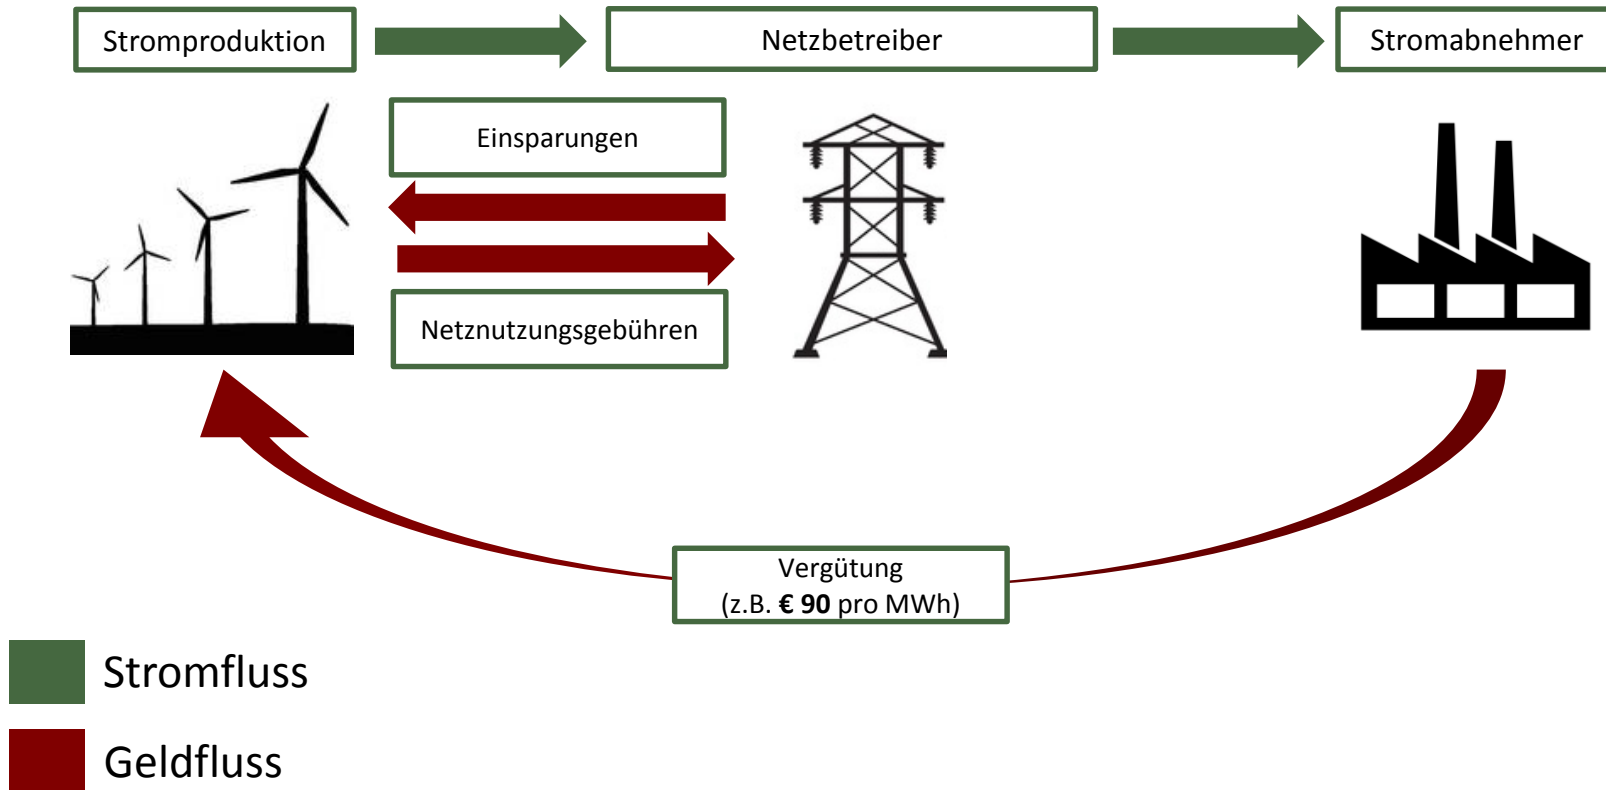 Stromproduktion
Netzbetreiber
Stromabnehmer
Einsparungen
Netznutzungsgebühren
Vergütung
(z.B. € 90 pro MWh)
Stromfluss
Geldfluss